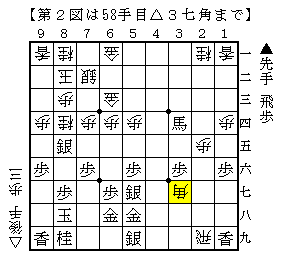 【第２図は58手目△３七角まで】
9 8 7 6 5 4 3 2 1
香 桂 金 桂 香 一
玉 銀 二
歩 金 三
歩 桂 歩 歩 歩 馬 歩 四
銀 歩 五
歩 歩 歩 歩 歩 六
歩 歩 銀 角 七
玉 金 金 八
香 桂 銀 飛 香 九
▲先手 飛歩
△後手 歩三